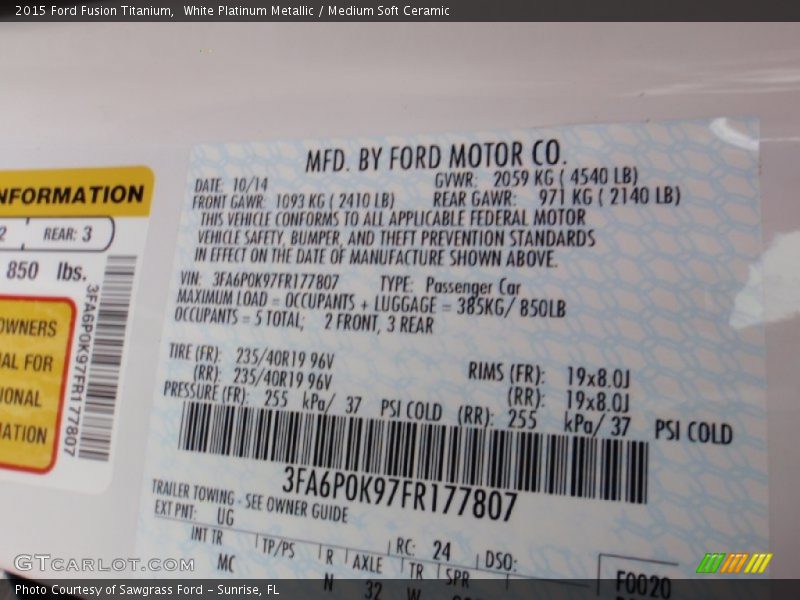 2015 Ford Fusion Titanium,  White Platinum Metallic / Medium Soft Ceramic
MFD. BY FORD MOTOR CO.
DATE: 10/14 GVWR: 2059 KG ( 4540 LB)
FRONT GAWR: 1093 KG ( 2410 LB) REAR GAWR: 971 KG ( 2140 LB)
THIS VEHICLE CONFORMS TO ALL APPLICABLE FEDERAL MOTOR
VEHICLE SAFETY, BUMPER, AND THEFT PREVENTION STANDARDS
IN EFFECT ON THE DATE OF MANUFACTURE SHOWN ABOVE.
VIN: 3FA6P0K97FR177807 TYPE: Passenger Car
MAXIMUM LOAD = OCCUPANTS + LUGGAGE = 385KG/ 850LB
OCCUPANTS = 5 TOTAL; 2 FRONT, 3 REAR
TIRE (FR): 235/40R19 96V RIMS (FR): 19x8.0J
(RR): 235/40R19 96V (RR): 19x8.0J
PRESSURE (FR): 255 kPa/ 37 PSI COLD (RR): 255 kPa/ 37 PSI COLD
3FA6P0K97FR177807
TRAILER TOWING - SEE OWNER GUIDE
EXT PNT: UG RC: 24 DSO:
INT TR TP/PS R AXLE TR SPR F0020
MC N 32 W
NFORMATION
2 REAR: 3
850 lbs.
OWNERS
AL FOR
IONAL
MATION
3FA6P0K97FR177807
GTCARLOT.COM
Photo Courtesy of Sawgrass Ford - Sunrise, FL